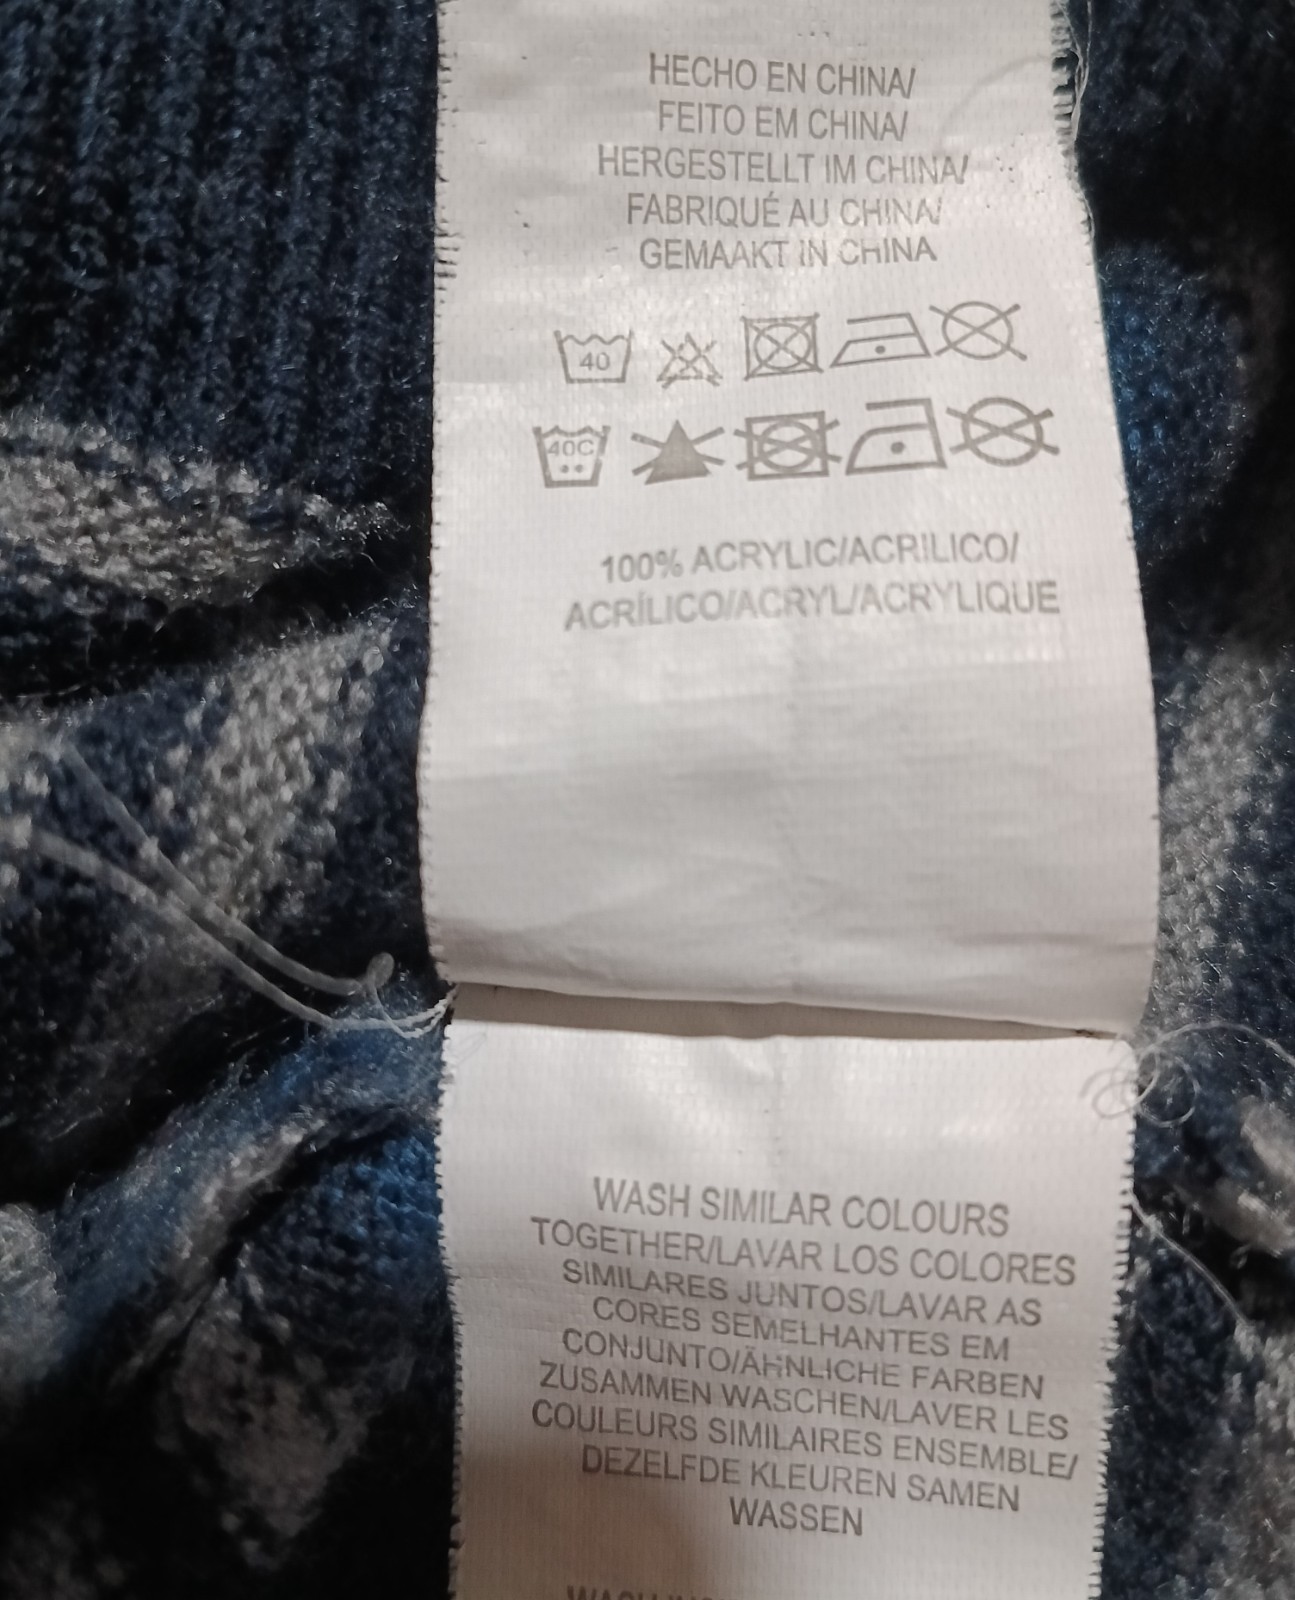 HECHO EN CHINA/
FEITO EM CHINA/
HERGESTELLT IM CHINA/
FABRIQUÉ AU CHINA/
GEMAAKT IN CHINA
40
40C
100% ACRYLIC/ACRILICO/
ACRÍLICO/ACRYL/ACRYLIQUE
WASH SIMILAR COLOURS
TOGETHER/LAVAR LOS COLORES
SIMILARES JUNTOS/LAVAR AS
CORES SEMELHANTES EM
CONJUNTO/ÄHNLICHE FARBEN
ZUSAMMEN WASCHEN/LAVER LES
COULEURS SIMILAIRES ENSEMBLE/
DEZELFDE KLEUREN SAMEN
WASSEN